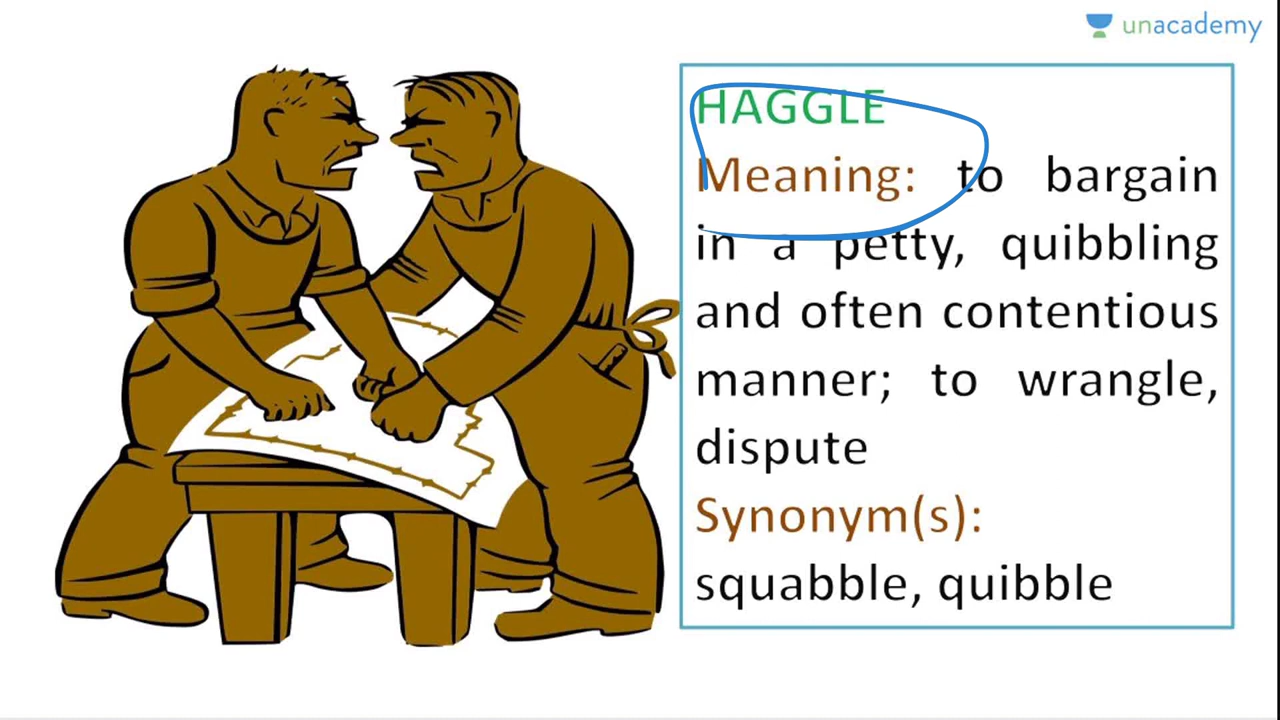 unacademy
HAGGLE
Meaning: to bargain
in a petty, quibbling
and often contentious
manner; to wrangle,
dispute
Synonym(s):
squabble, quibble